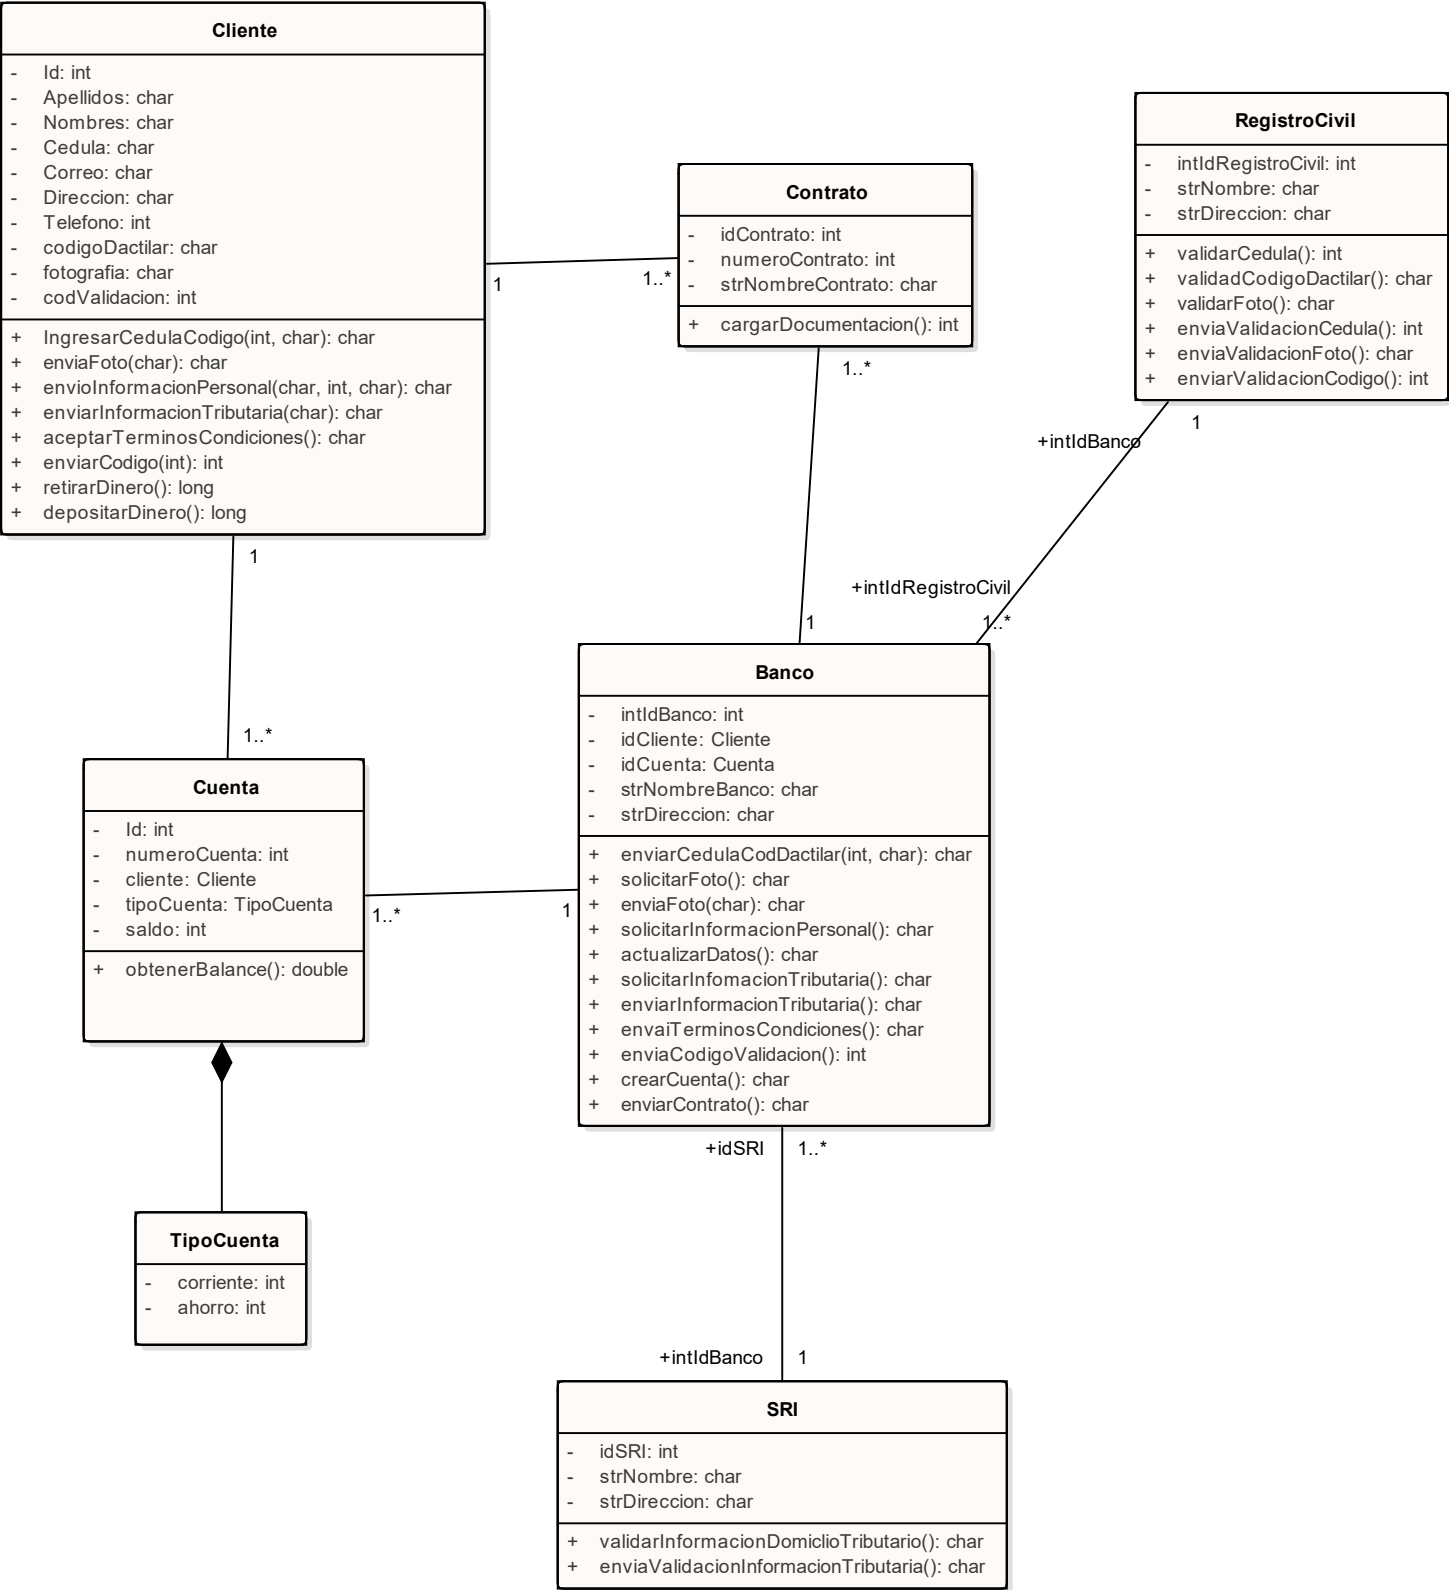 Cliente
- Id: int
- Apellidos: char
- Nombres: char
- Cedula: char
- Correo: char
- Direccion: char
- Telefono: int
- codigoDactilar: char
- fotografia: char
- codValidacion: int
+ IngresarCedulaCodigo(int, char): char
+ enviaFoto(char): char
+ envioInformacionPersonal(char, int, char): char
+ enviarInformacionTributaria(char): char
+ aceptarTerminosCondiciones(): char
+ enviarCodigo(int): int
+ retirarDinero(): long
+ depositarDinero(): long
1
1..*
Contrato
- idContrato: int
- numeroContrato: int
- strNombreContrato: char
+ cargarDocumentacion(): int
1..*
1
RegistroCivil
- intIdRegistroCivil: int
- strNombre: char
- strDireccion: char
+ validarCedula(): int
+ validadCodigoDactilar(): char
+ validarFoto(): char
+ enviaValidacionCedula(): int
+ enviaValidacionFoto(): char
+ enviarValidacionCodigo(): int
1
+intIdBanco
+intIdRegistroCivil
1..*
1
1..*
Cuenta
- Id: int
- numeroCuenta: int
- cliente: Cliente
- tipoCuenta: TipoCuenta
- saldo: int
+ obtenerBalance(): double
1..*
1
Banco
- intIdBanco: int
- idCliente: Cliente
- idCuenta: Cuenta
- strNombreBanco: char
- strDireccion: char
+ enviarCedulaCodDactilar(int, char): char
+ solicitarFoto(): char
+ enviaFoto(char): char
+ solicitarInformacionPersonal(): char
+ actualizarDatos(): char
+ solicitarInfomacionTributaria(): char
+ enviarInformacionTributaria(): char
+ envaiTerminosCondiciones(): char
+ enviaCodigoValidacion(): int
+ crearCuenta(): char
+ enviarContrato(): char
+idSRI 1..*
TipoCuenta
- corriente: int
- ahorro: int
+intIdBanco 1
SRI
- idSRI: int
- strNombre: char
- strDireccion: char
+ validarInformacionDomiclioTributario(): char
+ enviaValidacionInformacionTributaria(): char